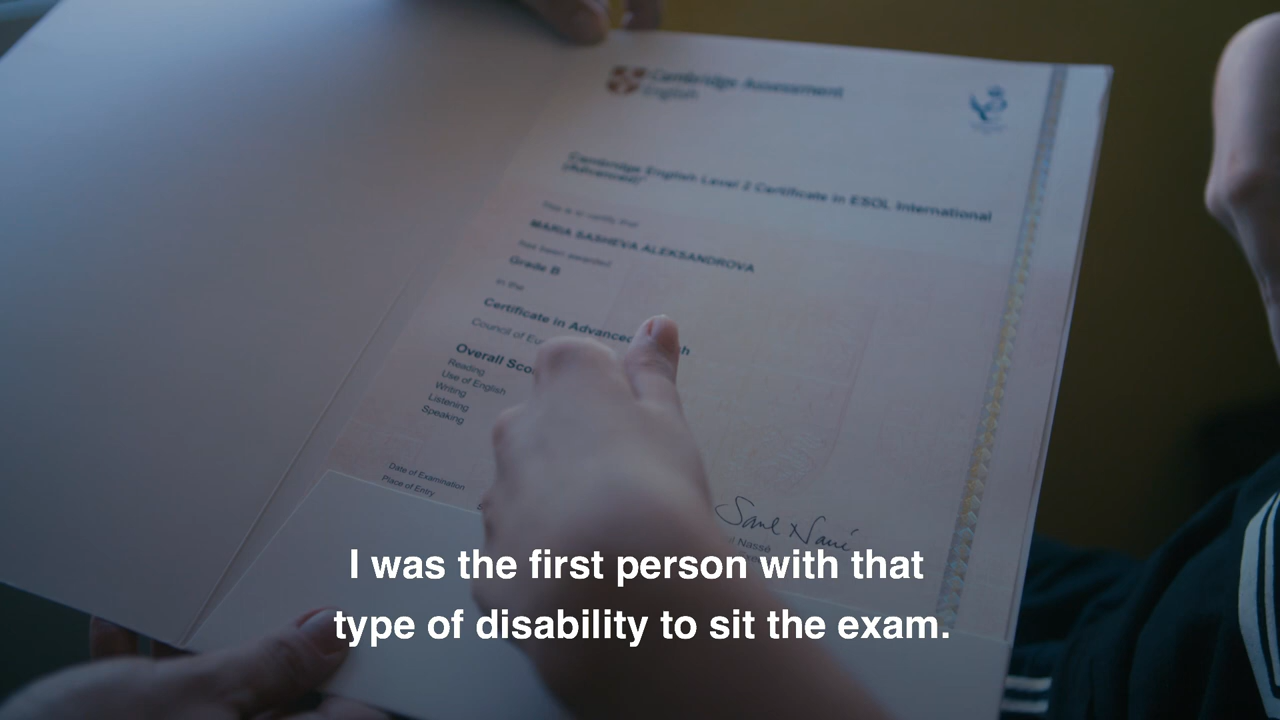 Cambridge Assessment
English
Cambridge English Level 2 Certificate in ESOL International
(Advanced)*
This is to certify that
MARIA SASHEVA ALEKSANDROVA
has been awarded
Grade B
in the
Certificate in Advanced
Council of
Overall
Reading
Use of English
Writing
Listening
Speaking
Date of Examination
Place of Entry
Saul Nassé
Nassé
I was the first person with that
type of disability to sit the exam.